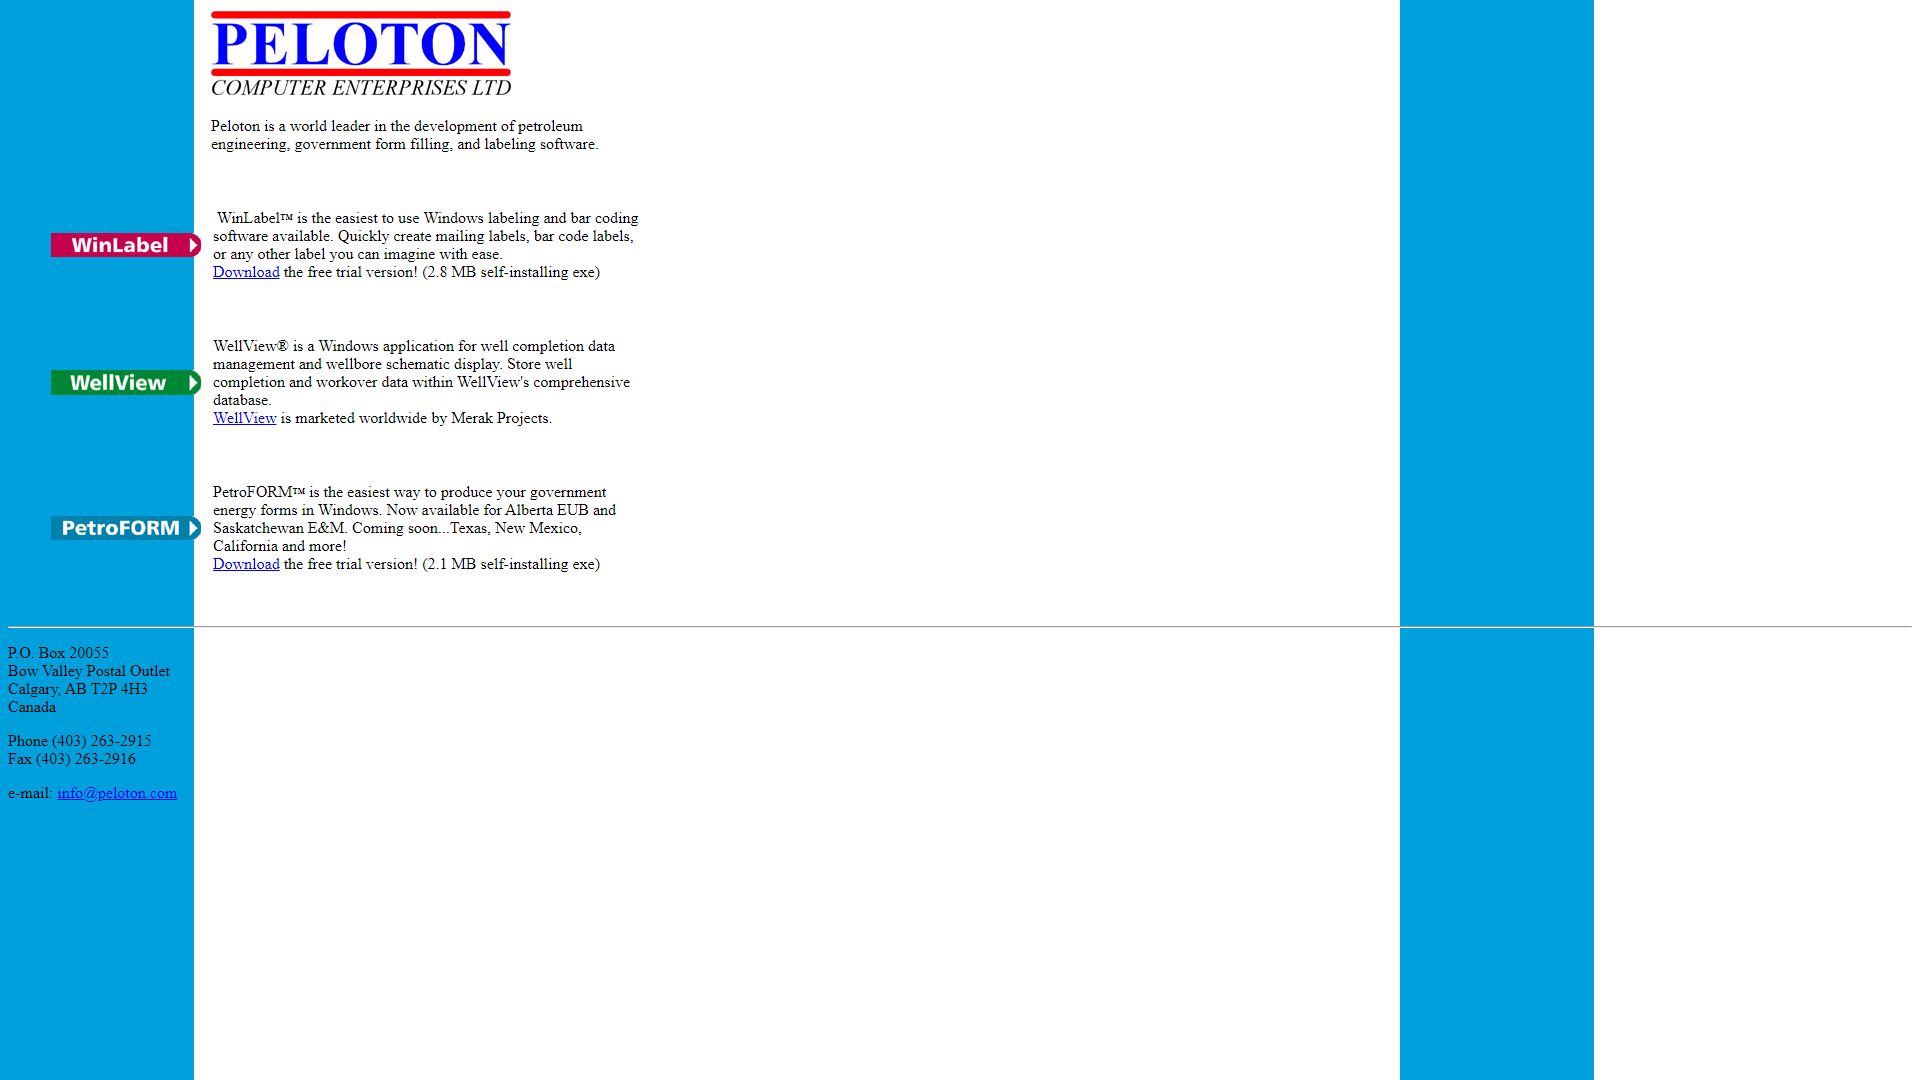 PELOTON
COMPUTER ENTERPRISES LTD
Peloton is a world leader in the development of petroleum
engineering, government form filling, and labeling software.
WinLabel
WinLabel™ is the easiest to use Windows labeling and bar coding
software available. Quickly create mailing labels, bar code labels,
or any other label you can imagine with ease.
Download the free trial version! (2.8 MB self-installing exe)
WellView
WellView® is a Windows application for well completion data
management and wellbore schematic display. Store well
completion and workover data within WellView's comprehensive
database.
WellView is marketed worldwide by Merak Projects.
PetroFORM
PetroFORM™ is the easiest way to produce your government
energy forms in Windows. Now available for Alberta EUB and
Saskatchewan E&M. Coming soon...Texas, New Mexico,
California and more!
Download the free trial version! (2.1 MB self-installing exe)
P.O. Box 20055
Bow Valley Postal Outlet
Calgary, AB T2P 4H3
Canada
Phone (403) 263-2915
Fax (403) 263-2916
e-mail: info@peloton.com